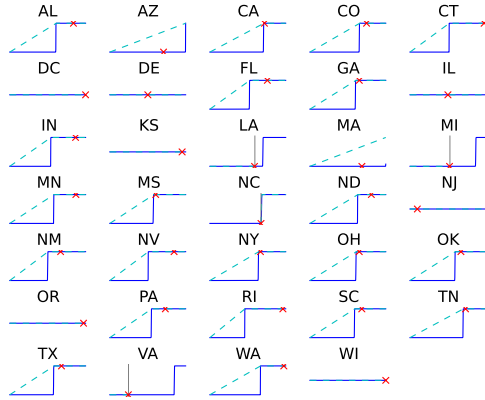 AL AZ CA CO CT
DC DE FL GA IL
IN KS LA MA MI
MN MS NC ND NJ
NM NV NY OH OK
OR PA RI SC TN
TX VA WA WI